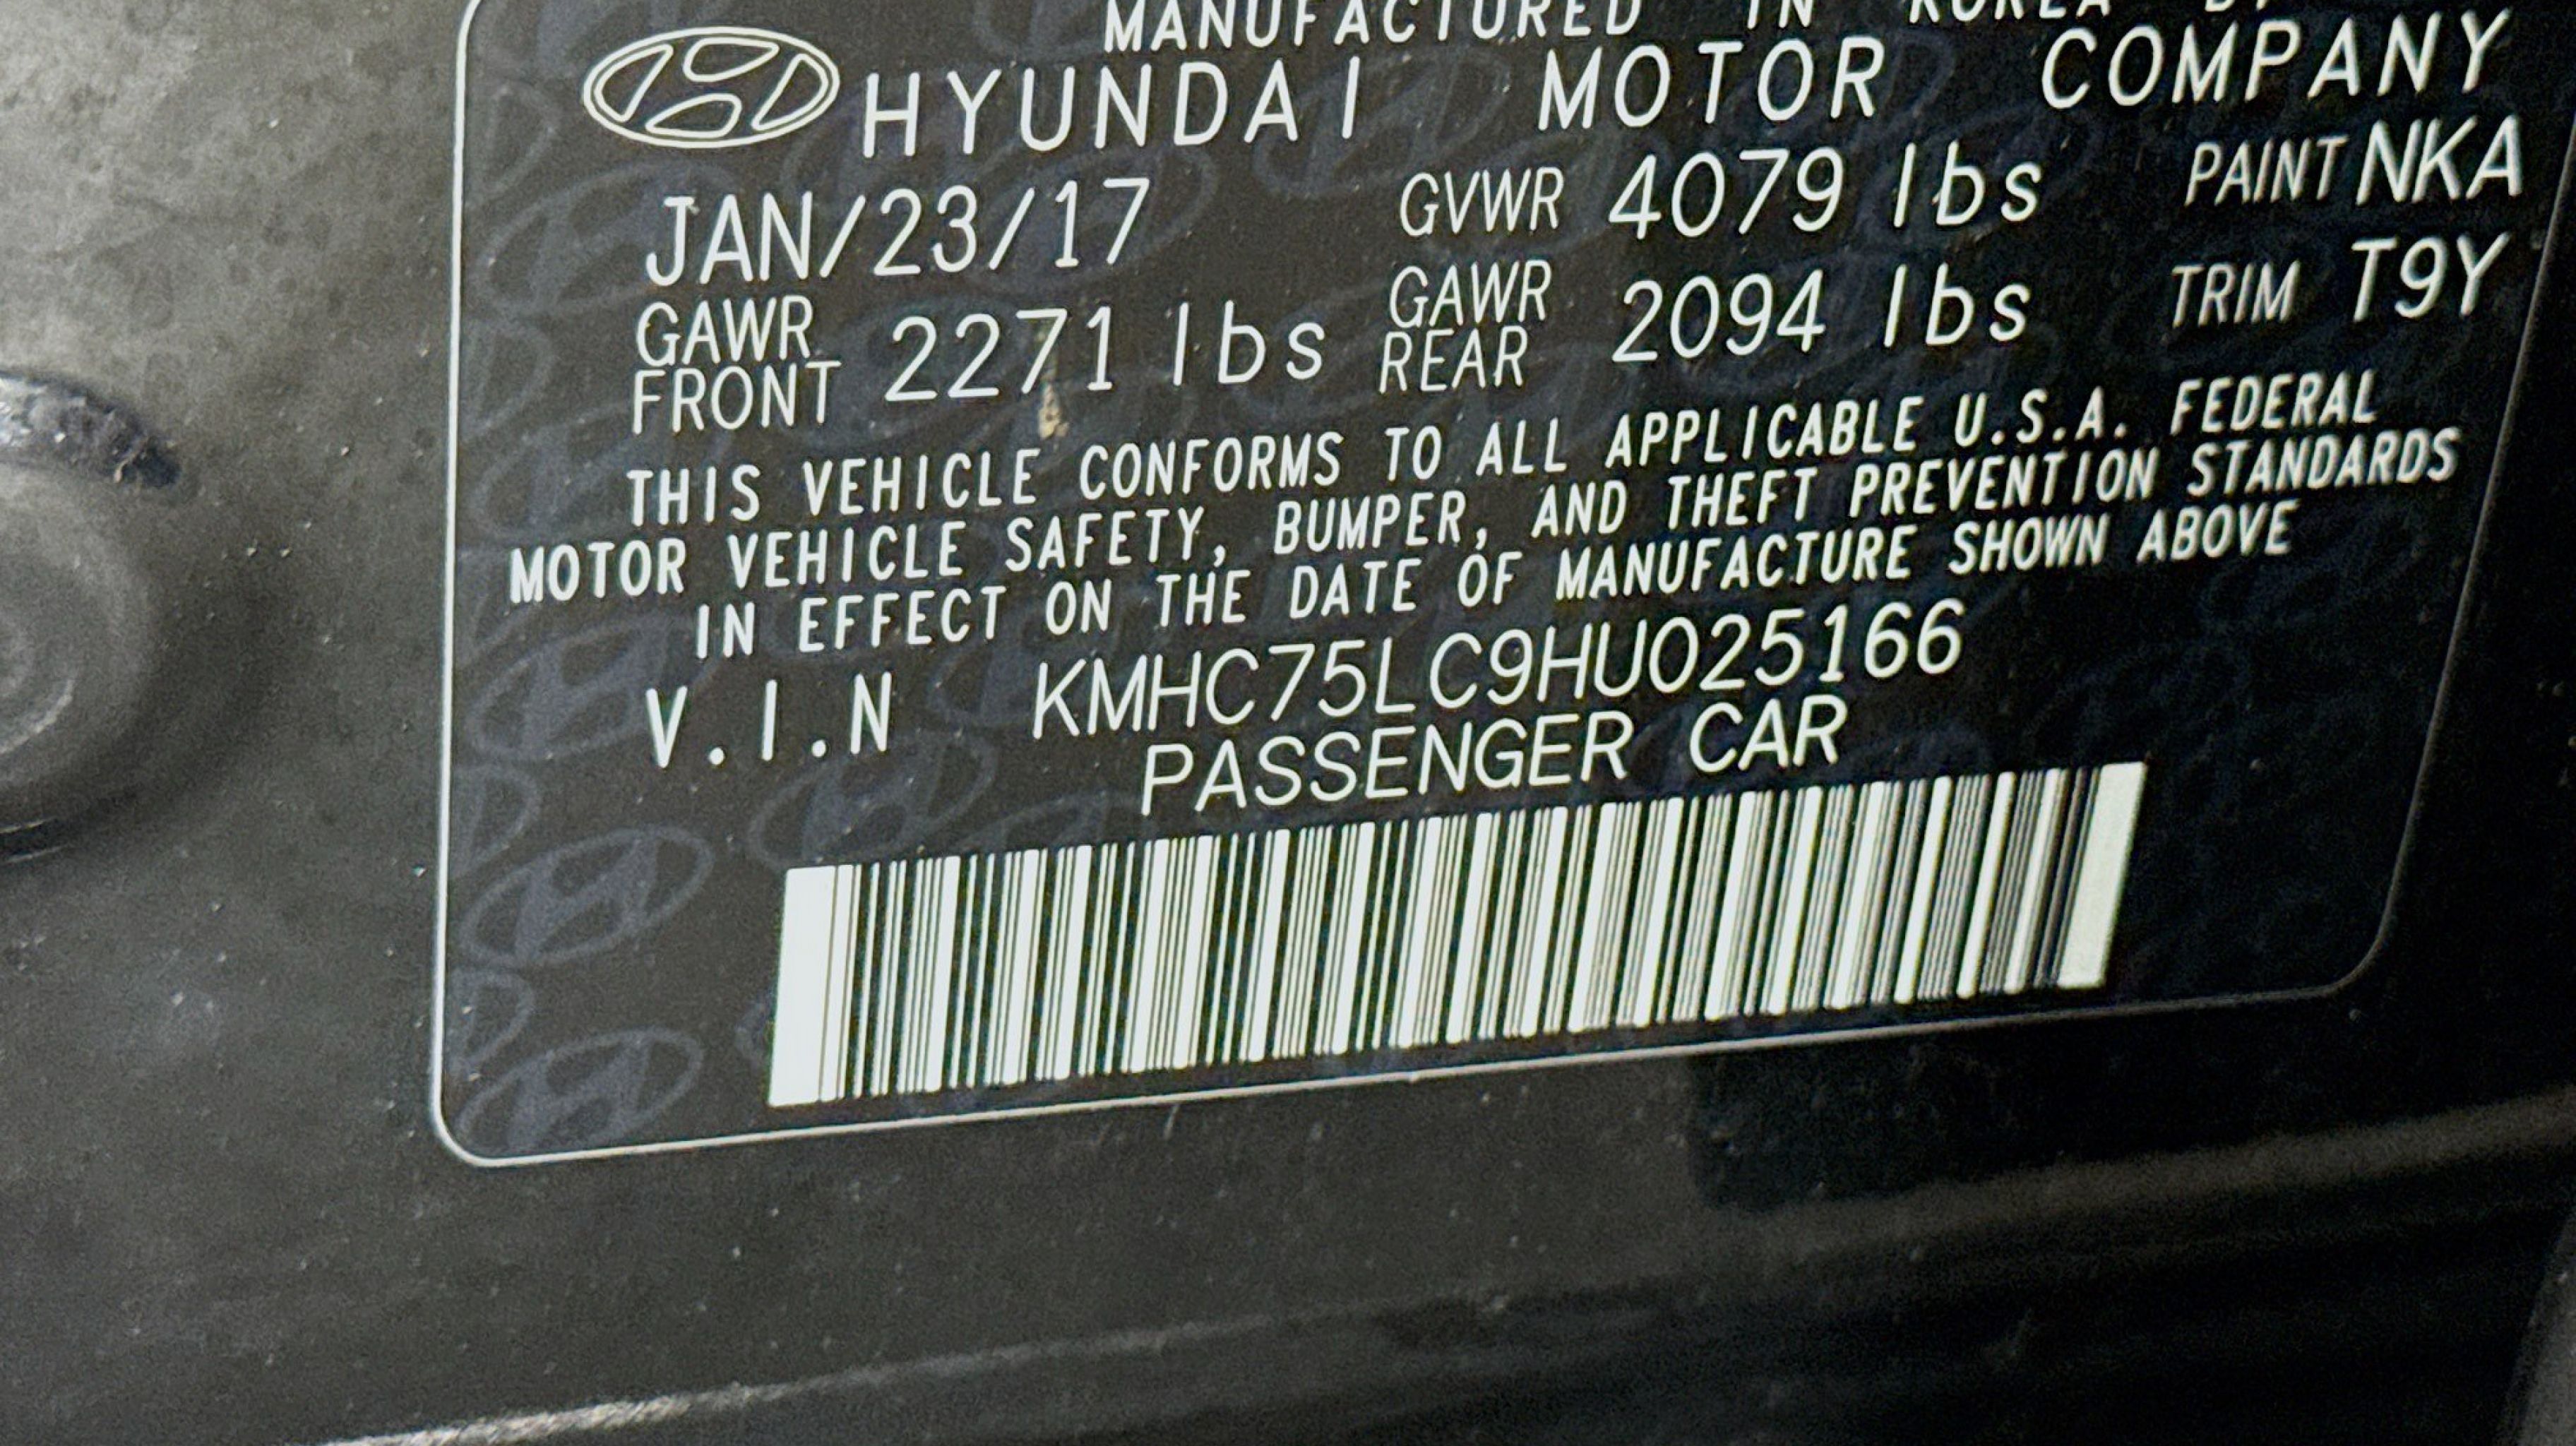 MANUFACTURED IN KOREA BY
HYUNDAI MOTOR COMPANY
JAN/23/17 GVWR 4079 lbs PAINT NKA
GAWR FRONT 2271 lbs GAWR REAR 2094 lbs TRIM T9Y
THIS VEHICLE CONFORMS TO ALL APPLICABLE U.S.A. FEDERAL
MOTOR VEHICLE SAFETY, BUMPER, AND THEFT PREVENTION STANDARDS
IN EFFECT ON THE DATE OF MANUFACTURE SHOWN ABOVE
V.I.N KMHC75LC9HU025166
PASSENGER CAR